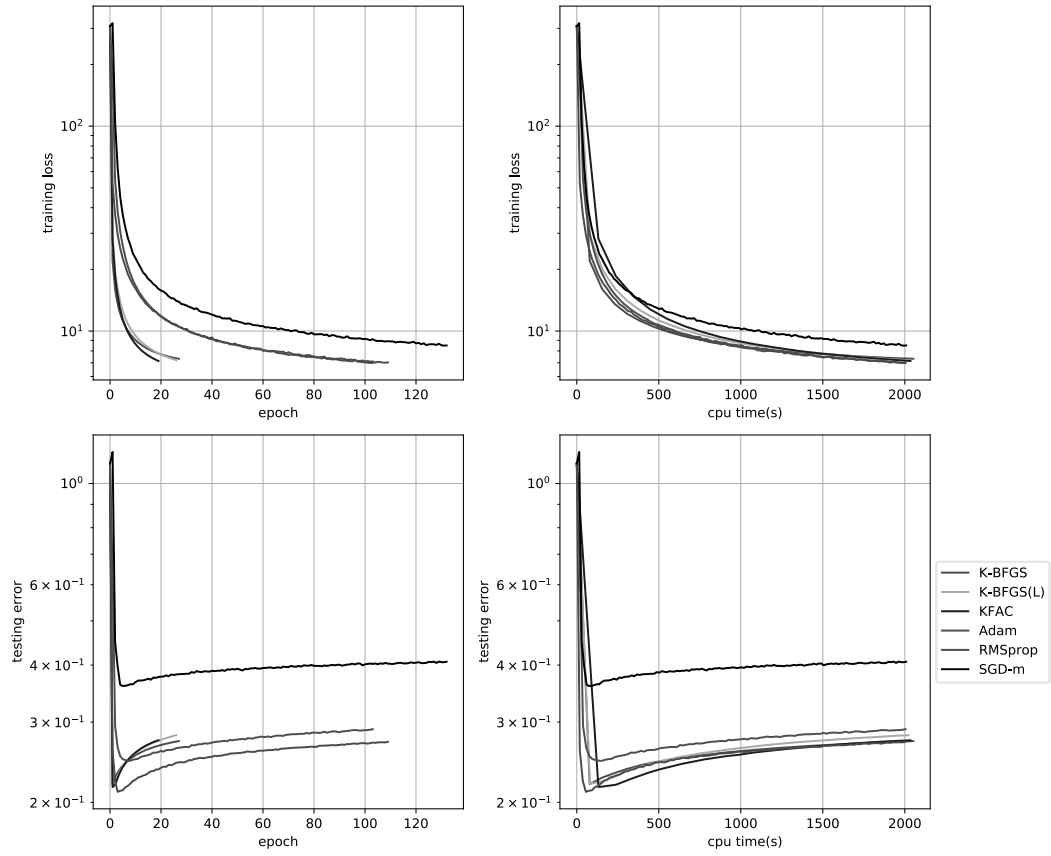 training loss
10²
10¹
0 20 40 60 80 100 120
epoch
training loss
10²
10¹
0 500 1000 1500 2000
cpu time(s)
testing error
10⁰
6 × 10⁻¹
4 × 10⁻¹
3 × 10⁻¹
2 × 10⁻¹
0 20 40 60 80 100 120
epoch
testing error
10⁰
6 × 10⁻¹
4 × 10⁻¹
3 × 10⁻¹
2 × 10⁻¹
0 500 1000 1500 2000
cpu time(s)
K-BFGS
K-BFGS(L)
KFAC
Adam
RMSprop
SGD-m